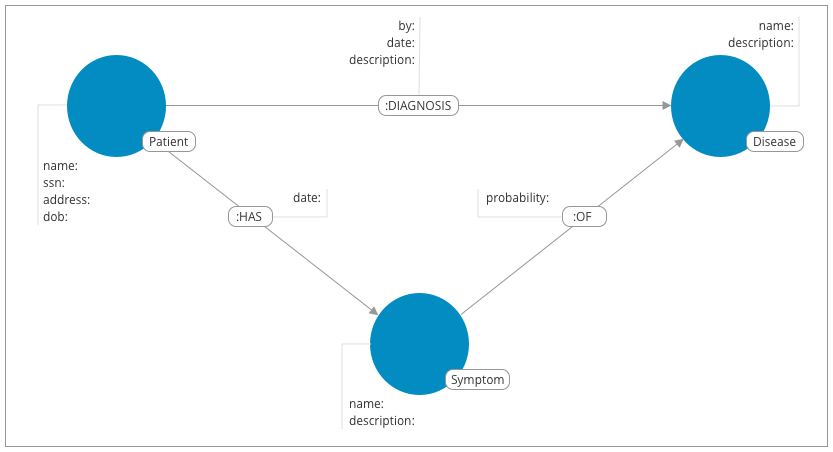 by:
date:
description:
name:
description:
:DIAGNOSIS
Patient
Disease
name:
ssn:
address:
dob:
date:
:HAS
probability:
:OF
Symptom
name:
description: